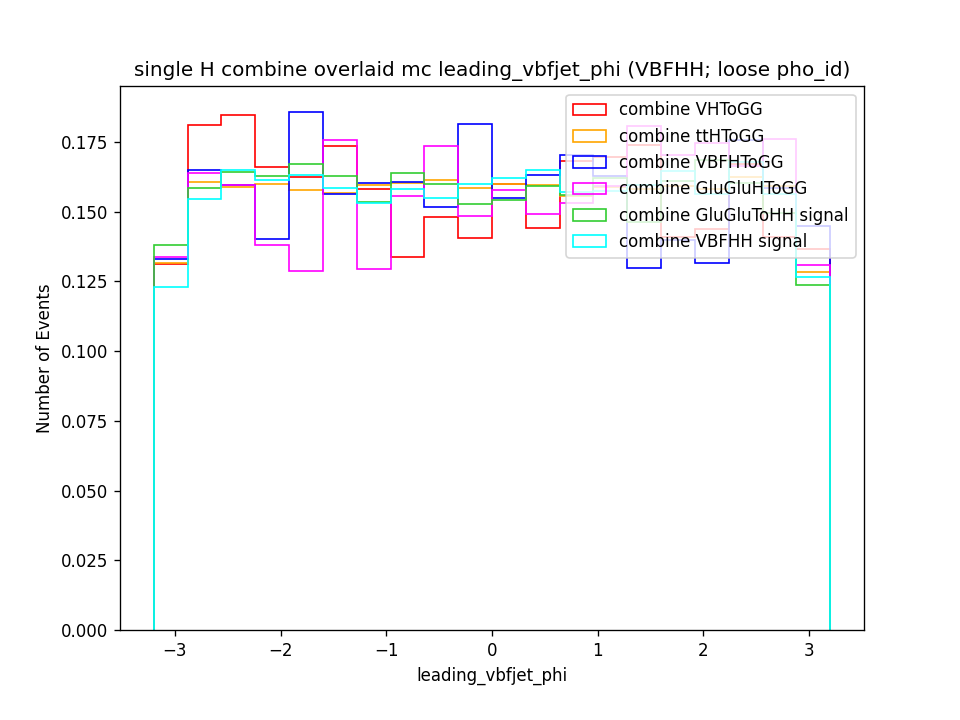 single H combine overlaid mc leading_vbfjet_phi (VBFHH; loose pho_id)
combine VHToGG
combine ttHToGG
combine VBFHToGG
combine GluGluHToGG
combine GluGluToHH signal
combine VBFHH signal
0.175
0.150
0.125
0.100
0.075
0.050
0.025
0.000
Number of Events
−3 −2 −1 0 1 2 3
leading_vbfjet_phi